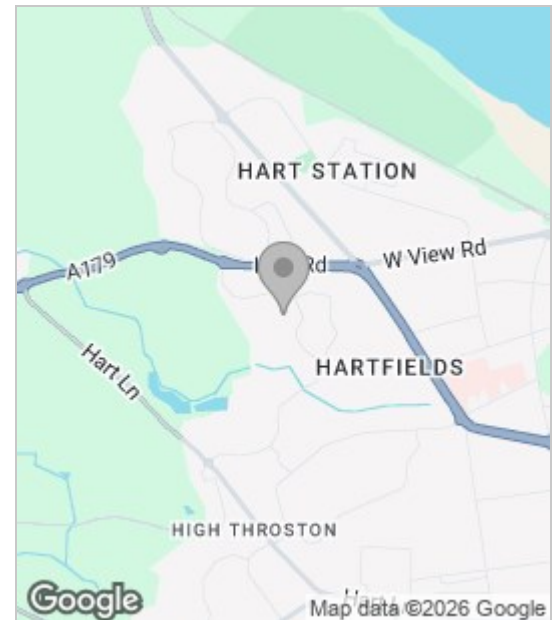 HART STATION
A179
Rd
W View Rd
Hart Ln
HARTFIELDS
HIGH THROSTON
Google
Map data ©2026 Google